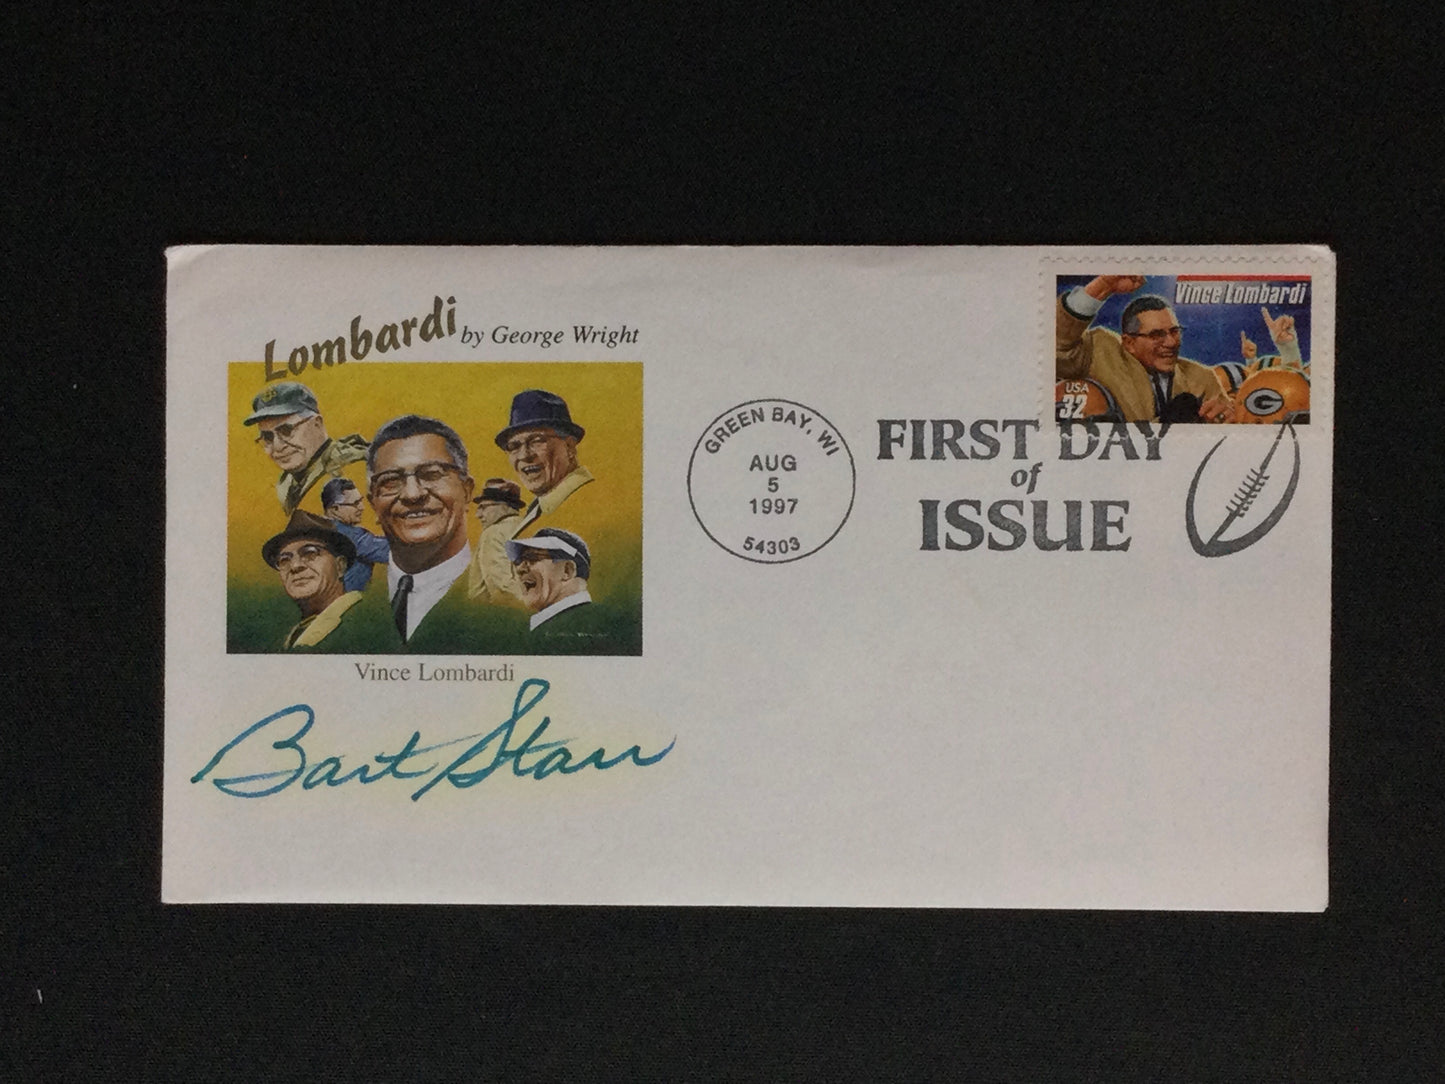 Lombardi by George Wright
Vince Lombardi
Bart Starr
GREEN BAY, WI
AUG
5
1997
54303
FIRST DAY
of
ISSUE
Vince Lombardi
USA
32
G